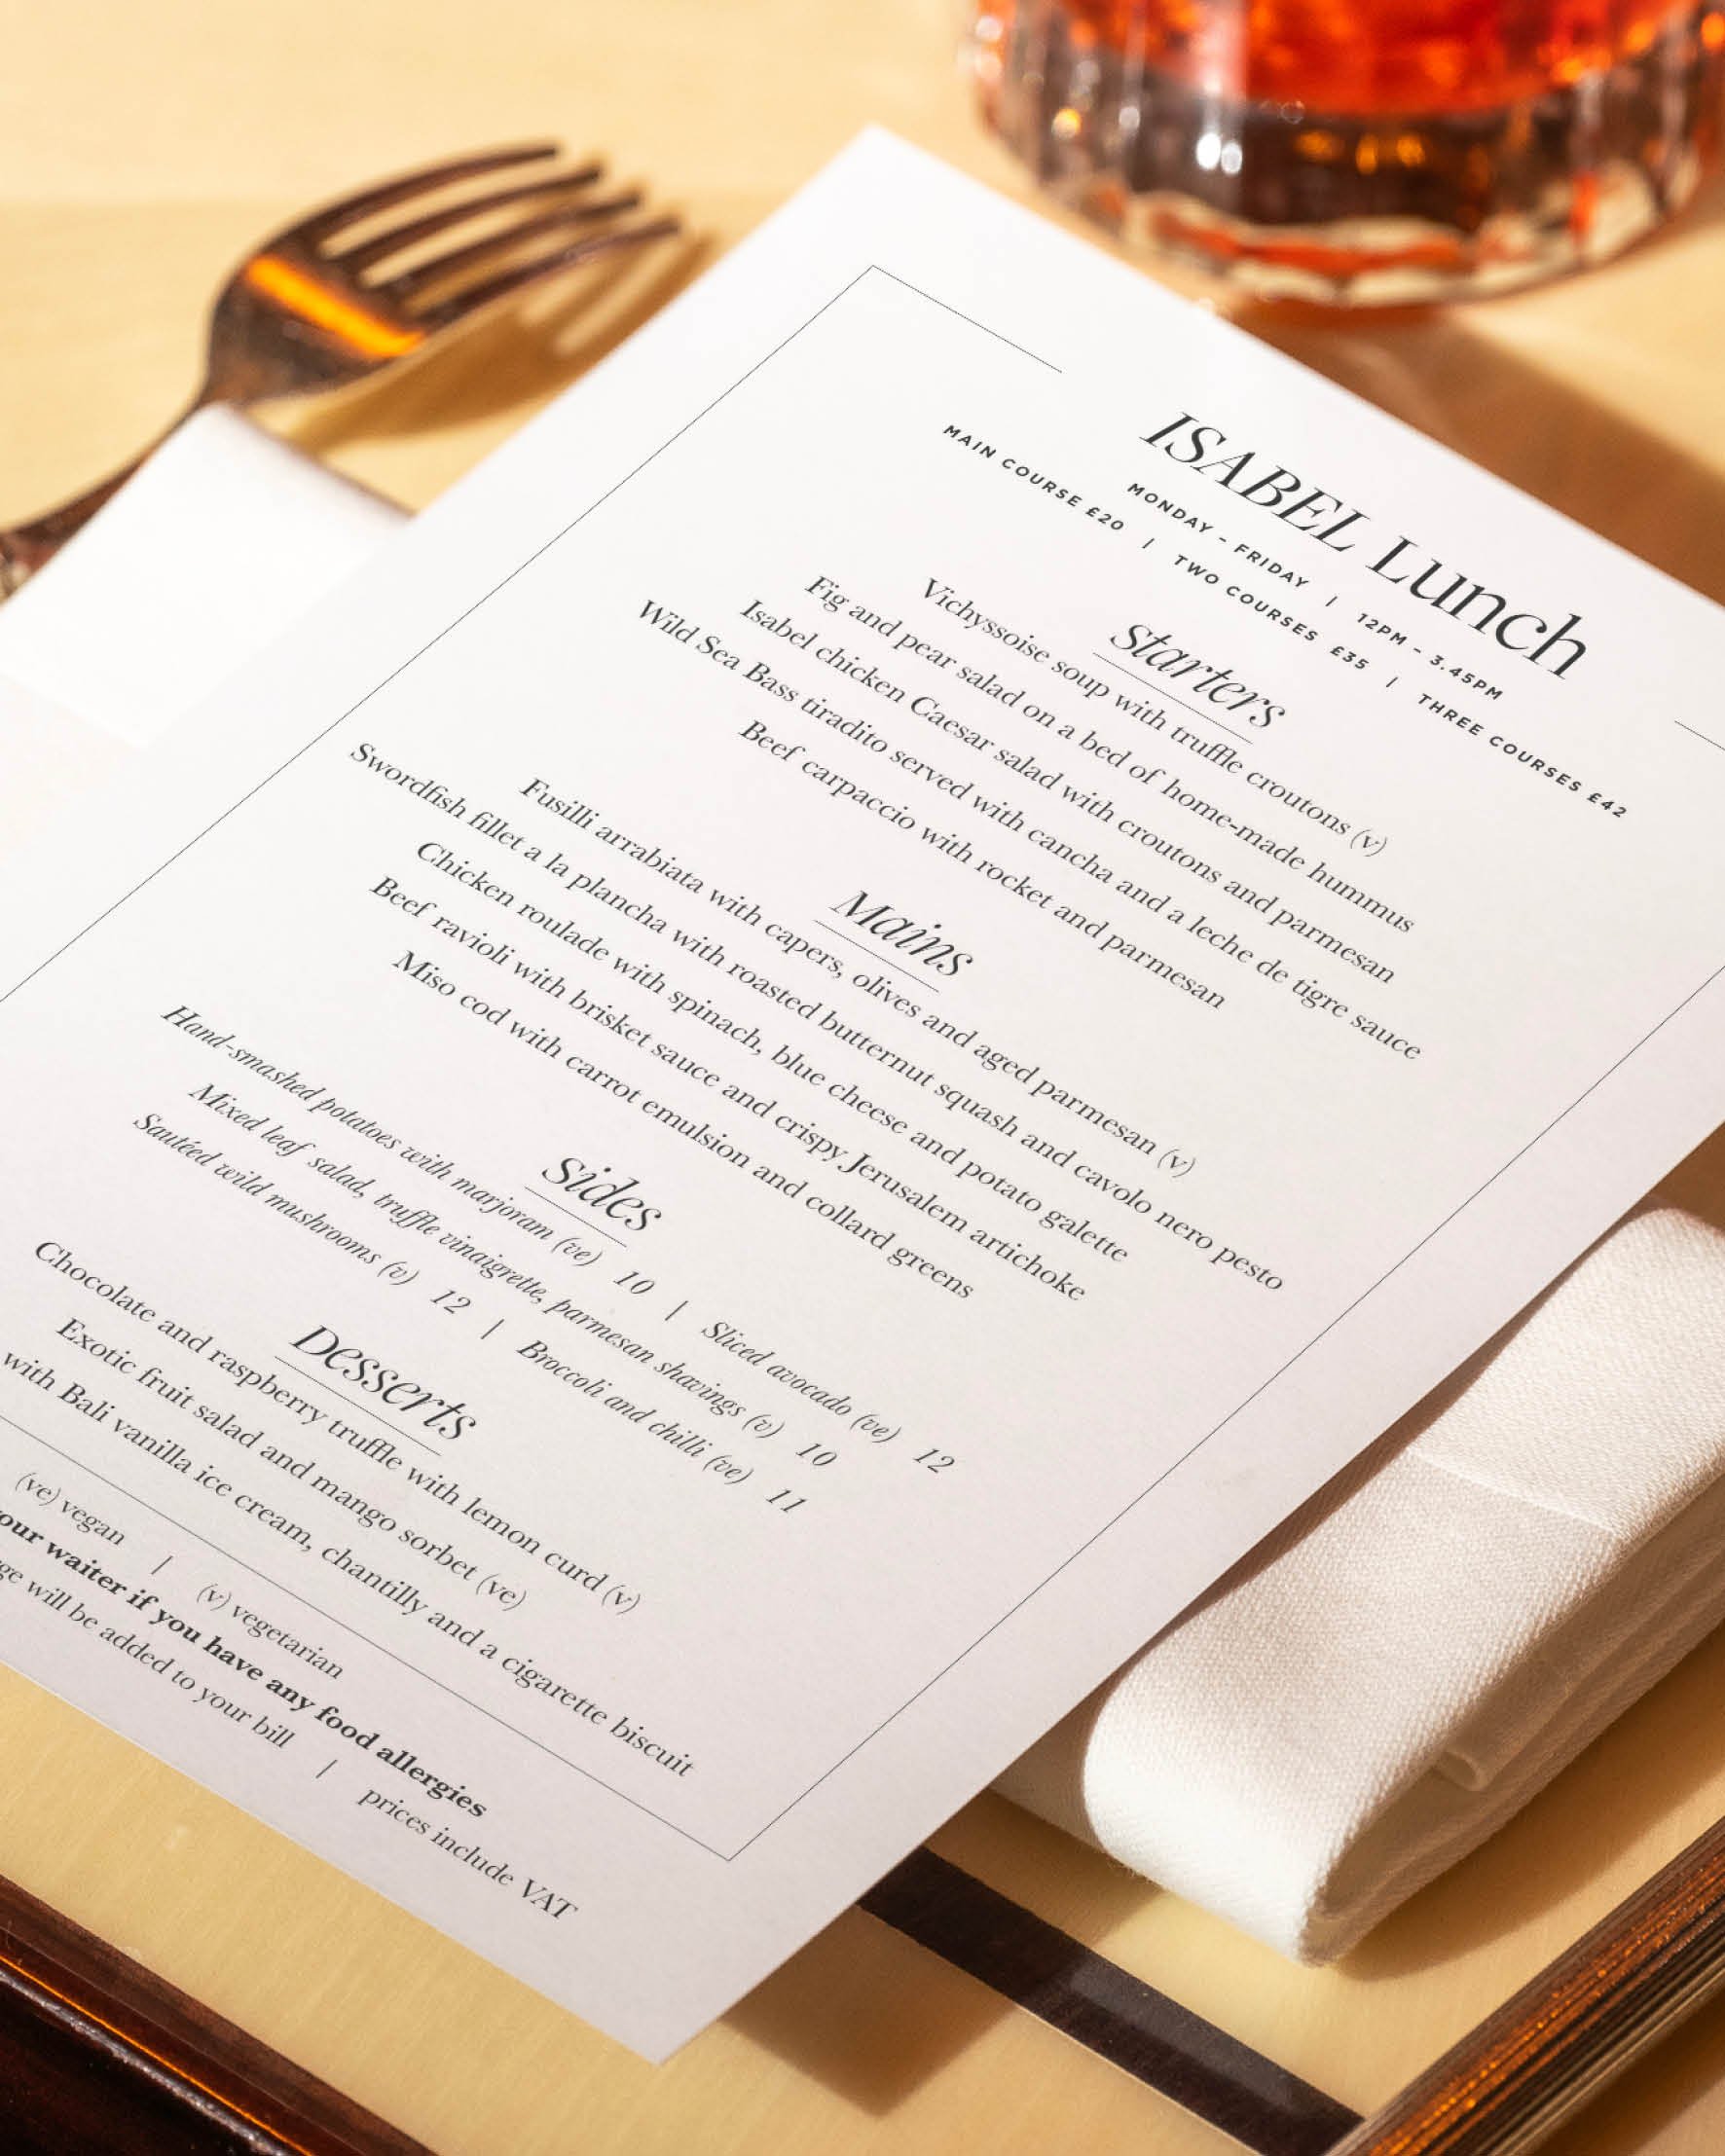 ISABEL Lunch
MONDAY - FRIDAY | 12PM - 3.45PM
MAIN COURSE £20 | TWO COURSES £35 | THREE COURSES £42
Starters
Vichyssoise soup with truffle croutons (v)
Fig and pear salad on a bed of home-made hummus
Isabel chicken Caesar salad with croutons and parmesan
Wild Sea Bass tiradito served with cancha and a leche de tigre sauce
Beef carpaccio with rocket and parmesan
Mains
Fusilli arrabiata with capers, olives and aged parmesan (v)
Swordfish fillet a la plancha with roasted butternut squash and cavolo nero pesto
Chicken roulade with spinach, blue cheese and potato galette
Beef ravioli with brisket sauce and crispy Jerusalem artichoke
Miso cod with carrot emulsion and collard greens
Sides
Hand-smashed potatoes with marjoram (ve) 10 | Sliced avocado (ve) 12
Mixed leaf salad, truffle vinaigrette, parmesan shavings (v) 10
Sautéed wild mushrooms (v) 12 | Broccoli and chilli (ve) 11
Desserts
Chocolate and raspberry truffle with lemon curd (v)
Exotic fruit salad and mango sorbet (ve)
with Bali vanilla ice cream, chantilly and a cigarette biscuit
(ve) vegan | (v) vegetarian
waiter if you have any food allergies
will be added to your bill | prices include VAT